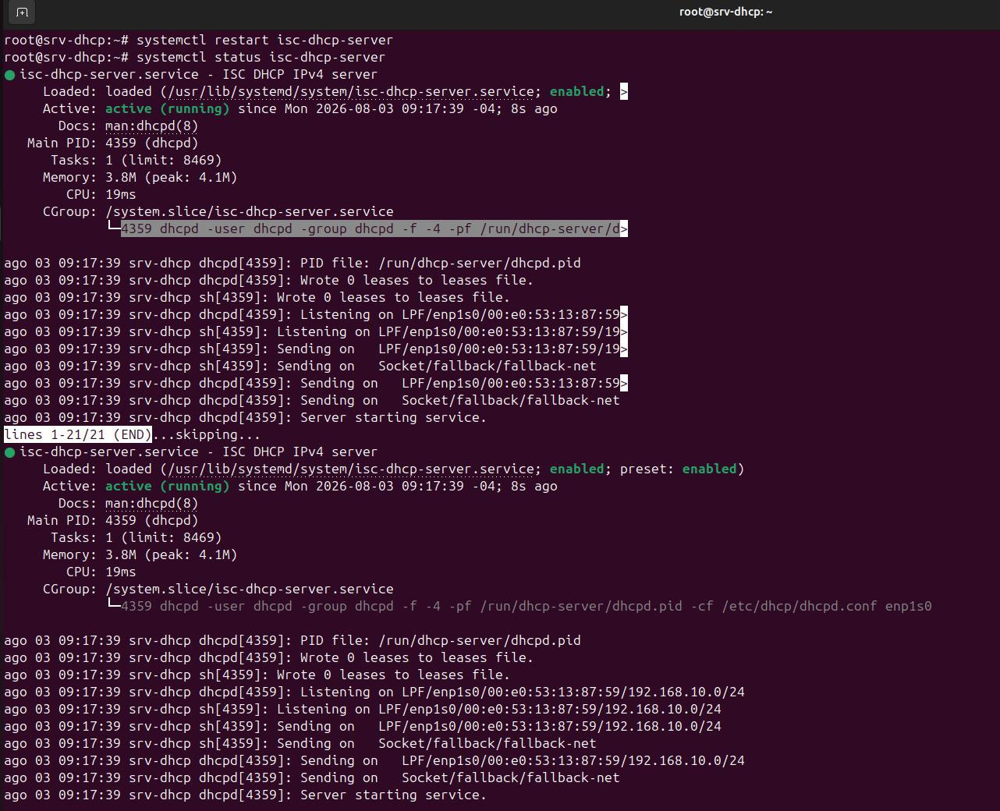 root@srv-dhcp: ~
root@srv-dhcp:~# systemctl restart isc-dhcp-server
root@srv-dhcp:~# systemctl status isc-dhcp-server
● isc-dhcp-server.service - ISC DHCP IPv4 server
     Loaded: loaded (/usr/lib/systemd/system/isc-dhcp-server.service; enabled; >
     Active: active (running) since Mon 2026-08-03 09:17:39 -04; 8s ago
       Docs: man:dhcpd(8)
   Main PID: 4359 (dhcpd)
      Tasks: 1 (limit: 8469)
     Memory: 3.8M (peak: 4.1M)
        CPU: 19ms
     CGroup: /system.slice/isc-dhcp-server.service
             └─4359 dhcpd -user dhcpd -group dhcpd -f -4 -pf /run/dhcp-server/d>
ago 03 09:17:39 srv-dhcp dhcpd[4359]: PID file: /run/dhcp-server/dhcpd.pid
ago 03 09:17:39 srv-dhcp dhcpd[4359]: Wrote 0 leases to leases file.
ago 03 09:17:39 srv-dhcp sh[4359]: Wrote 0 leases to leases file.
ago 03 09:17:39 srv-dhcp dhcpd[4359]: Listening on LPF/enp1s0/00:e0:53:13:87:59>
ago 03 09:17:39 srv-dhcp sh[4359]: Listening on LPF/enp1s0/00:e0:53:13:87:59/19>
ago 03 09:17:39 srv-dhcp sh[4359]: Sending on   LPF/enp1s0/00:e0:53:13:87:59/19>
ago 03 09:17:39 srv-dhcp sh[4359]: Sending on   Socket/fallback/fallback-net
ago 03 09:17:39 srv-dhcp dhcpd[4359]: Sending on   LPF/enp1s0/00:e0:53:13:87:59>
ago 03 09:17:39 srv-dhcp dhcpd[4359]: Sending on   Socket/fallback/fallback-net
ago 03 09:17:39 srv-dhcp dhcpd[4359]: Server starting service.
lines 1-21/21 (END)...skipping...
● isc-dhcp-server.service - ISC DHCP IPv4 server
     Loaded: loaded (/usr/lib/systemd/system/isc-dhcp-server.service; enabled; preset: enabled)
     Active: active (running) since Mon 2026-08-03 09:17:39 -04; 8s ago
       Docs: man:dhcpd(8)
   Main PID: 4359 (dhcpd)
      Tasks: 1 (limit: 8469)
     Memory: 3.8M (peak: 4.1M)
        CPU: 19ms
     CGroup: /system.slice/isc-dhcp-server.service
             └─4359 dhcpd -user dhcpd -group dhcpd -f -4 -pf /run/dhcp-server/dhcpd.pid -cf /etc/dhcp/dhcpd.conf enp1s0
ago 03 09:17:39 srv-dhcp dhcpd[4359]: PID file: /run/dhcp-server/dhcpd.pid
ago 03 09:17:39 srv-dhcp dhcpd[4359]: Wrote 0 leases to leases file.
ago 03 09:17:39 srv-dhcp sh[4359]: Wrote 0 leases to leases file.
ago 03 09:17:39 srv-dhcp dhcpd[4359]: Listening on LPF/enp1s0/00:e0:53:13:87:59/192.168.10.0/24
ago 03 09:17:39 srv-dhcp sh[4359]: Listening on LPF/enp1s0/00:e0:53:13:87:59/192.168.10.0/24
ago 03 09:17:39 srv-dhcp sh[4359]: Sending on   LPF/enp1s0/00:e0:53:13:87:59/192.168.10.0/24
ago 03 09:17:39 srv-dhcp sh[4359]: Sending on   Socket/fallback/fallback-net
ago 03 09:17:39 srv-dhcp dhcpd[4359]: Sending on   LPF/enp1s0/00:e0:53:13:87:59/192.168.10.0/24
ago 03 09:17:39 srv-dhcp dhcpd[4359]: Sending on   Socket/fallback/fallback-net
ago 03 09:17:39 srv-dhcp dhcpd[4359]: Server starting service.